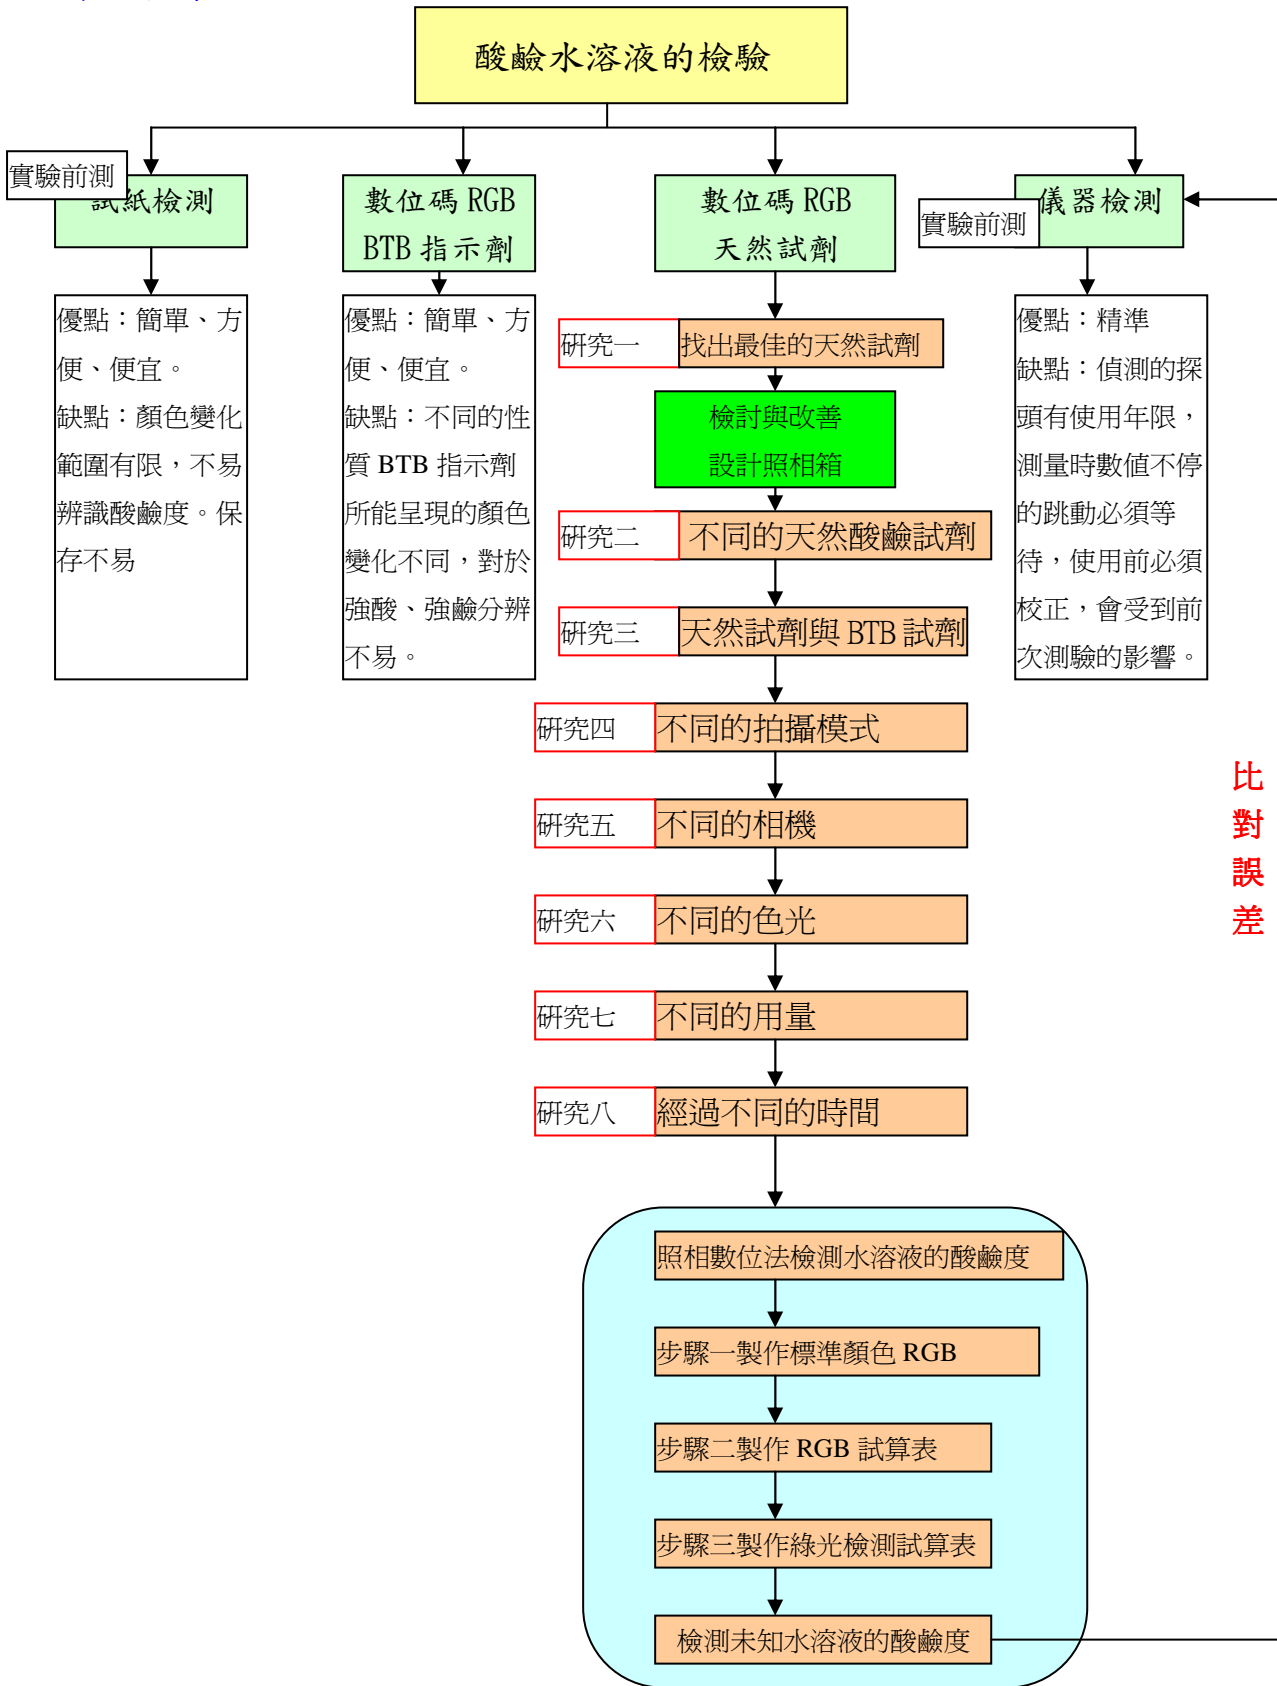 酸鹼水溶液的檢驗
實驗前測
試紙檢測
數位碼 RGB
BTB 指示劑
數位碼 RGB
天然試劑
儀器檢測
實驗前測
優點：簡單、方
便、便宜。
缺點：顏色變化
範圍有限，不易
辨識酸鹼度。保
存不易
優點：簡單、方
便、便宜。
缺點：不同的性
質 BTB 指示劑
所能呈現的顏色
變化不同，對於
強酸、強鹼分辨
不易。
優點：精準
缺點：偵測的探
頭有使用年限，
測量時數值不停
的跳動必須等
待，使用前必須
校正，會受到前
次測驗的影響。
研究一 找出最佳的天然試劑
檢討與改善
設計照相箱
研究二 不同的天然酸鹼試劑
研究三 天然試劑與 BTB 試劑
研究四 不同的拍攝模式
研究五 不同的相機
研究六 不同的色光
研究七 不同的用量
研究八 經過不同的時間
比
對
誤
差
照相數位法檢測水溶液的酸鹼度
步驟一製作標準顏色 RGB
步驟二製作 RGB 試算表
步驟三製作綠光檢測試算表
檢測未知水溶液的酸鹼度